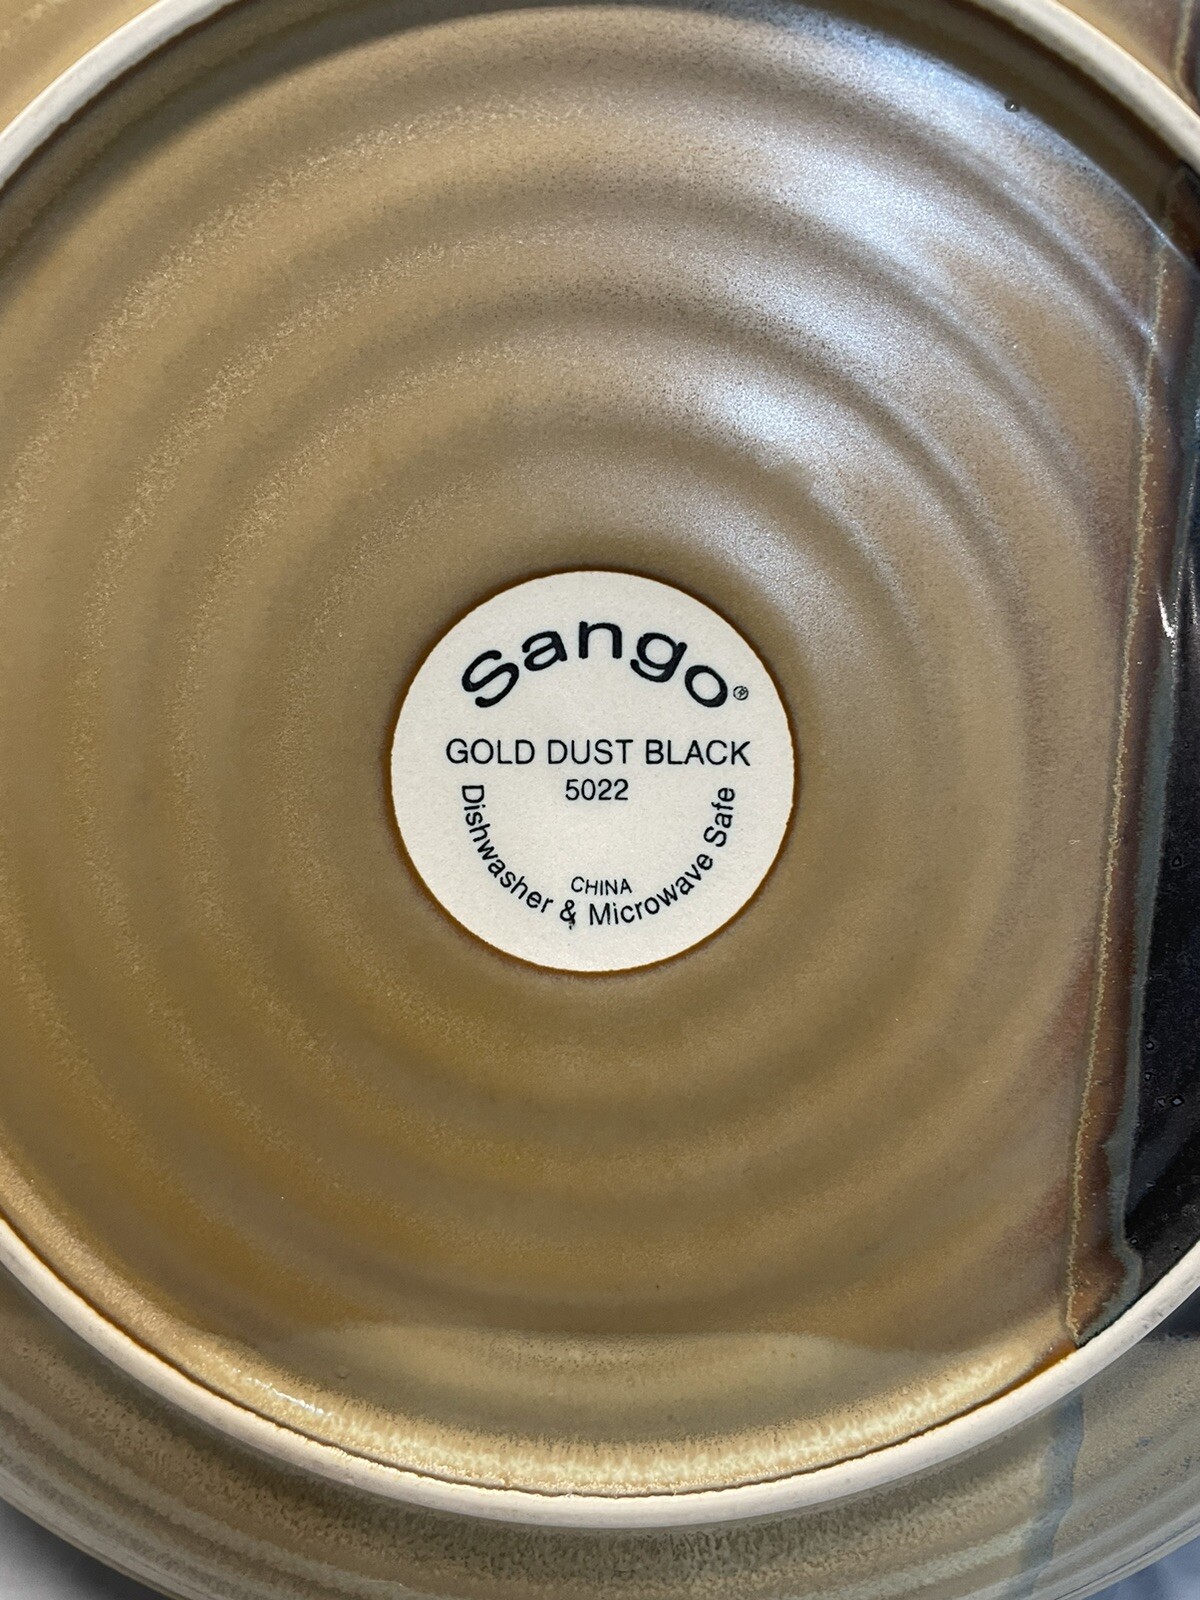 Sango®
GOLD DUST BLACK
5022
CHINA
Dishwasher & Microwave Safe